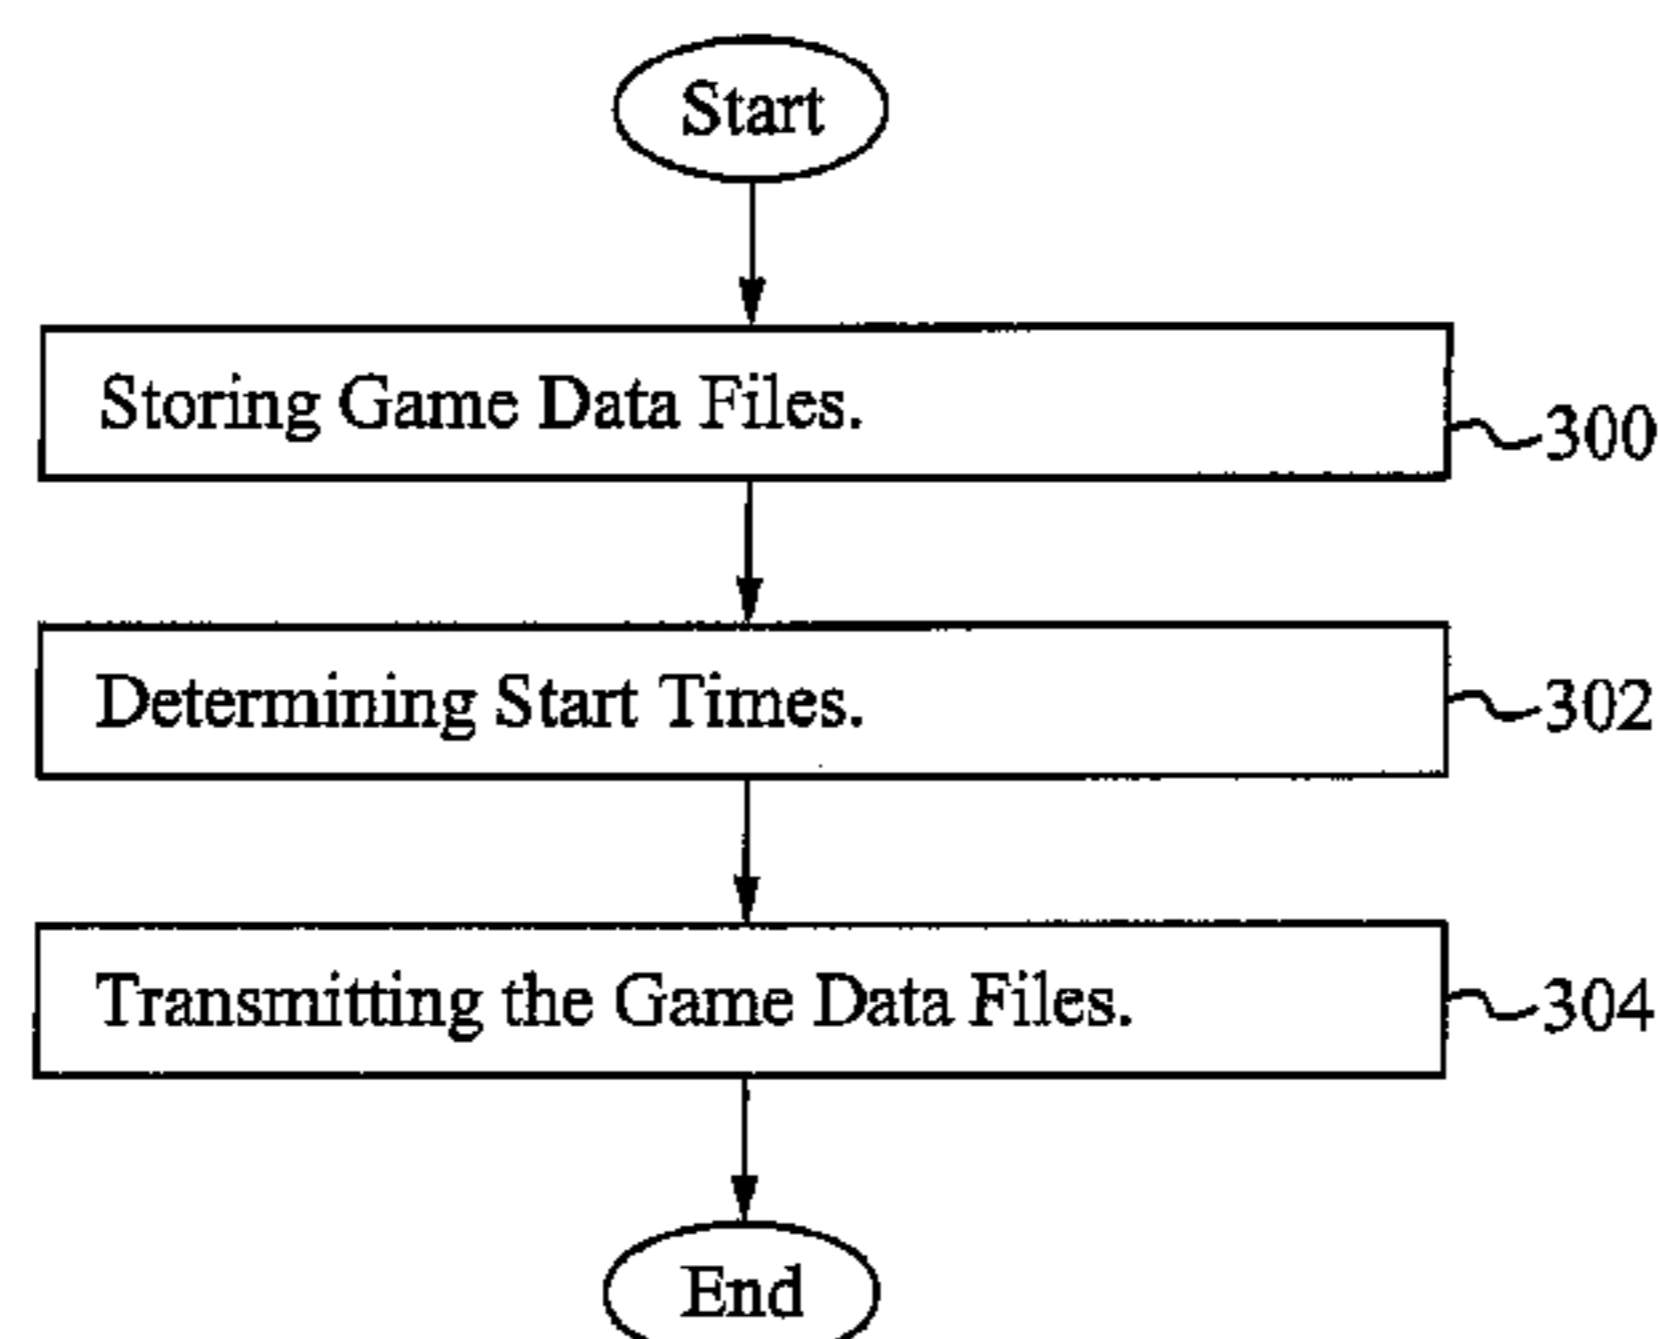 Start
Storing Game Data Files.
300
Determining Start Times.
302
Transmitting the Game Data Files.
304
End